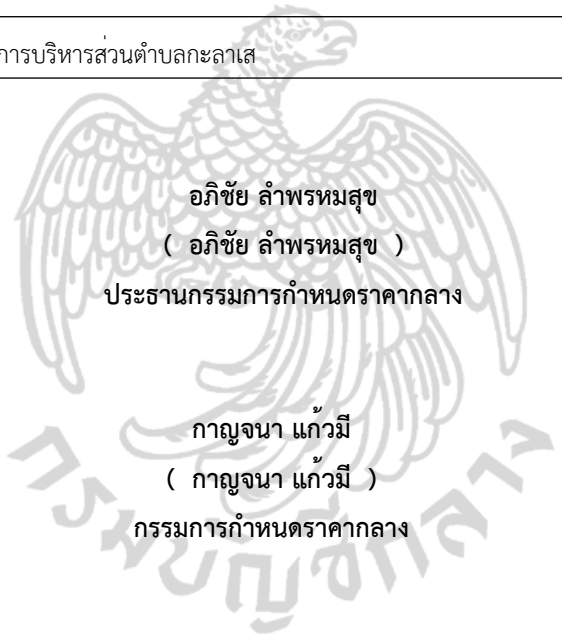 การบริหารส่วนตำบลกะลาเส
อภิชัย ลำพรหมสุข
( อภิชัย ลำพรหมสุข )
ประธานกรรมการกำหนดราคากลาง
กาญจนา แก้วมี
( กาญจนา แก้วมี )
กรรมการกำหนดราคากลาง
กรมบัญชีกลาง